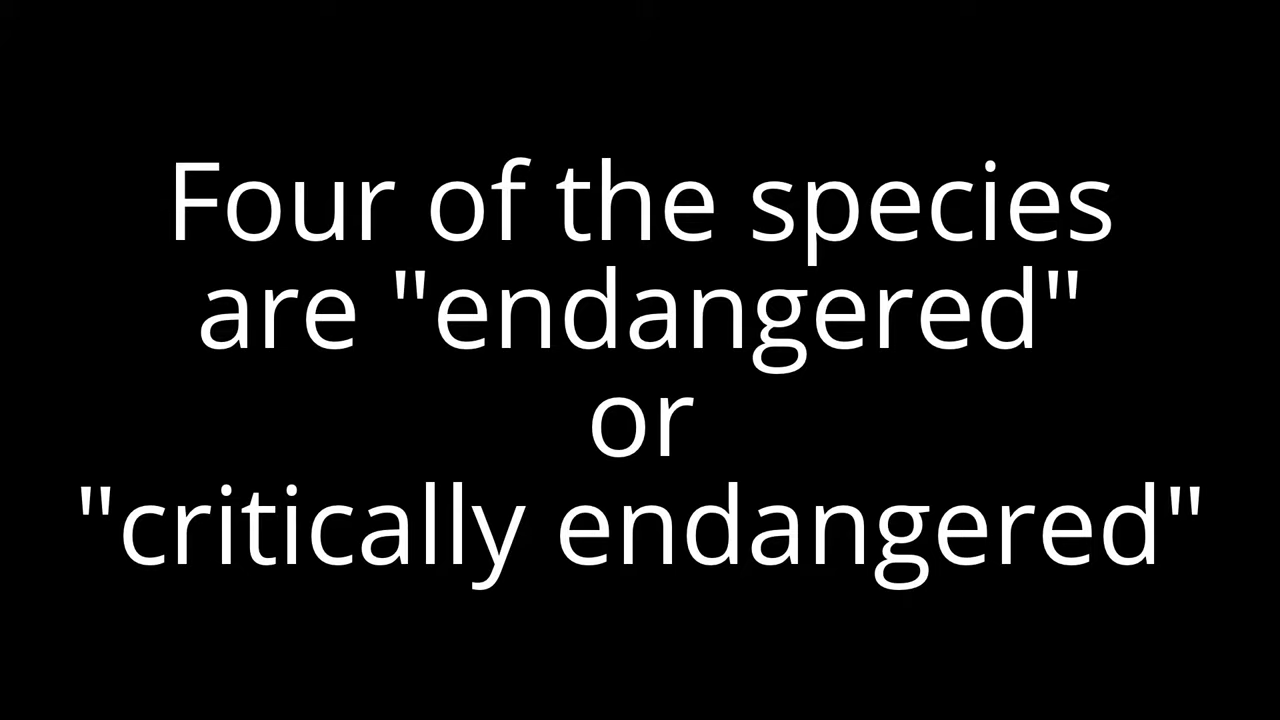 Four of the species
are "endangered"
or
"critically endangered"